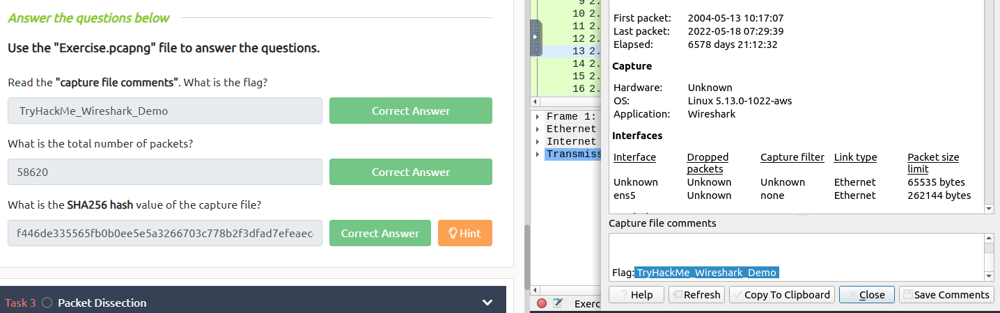 Answer the questions below
Use the "Exercise.pcapng" file to answer the questions.
Read the "capture file comments". What is the flag?
TryHackMe_Wireshark_Demo
Correct Answer
What is the total number of packets?
58620
Correct Answer
What is the SHA256 hash value of the capture file?
f446de335565fb0b0ee5e5a3266703c778b2f3dfad7efeaec
Correct Answer
Hint
Task 3
Packet Dissection
9 2.
10 2.
11 2.
12 2.
13 2.
14 2.
15 2.
16 2.
Frame 1:
Ethernet
Internet
Transmiss
Exerc
First packet: 2004-05-13 10:17:07
Last packet: 2022-05-18 07:29:39
Elapsed: 6578 days 21:12:32
Capture
Hardware: Unknown
OS: Linux 5.13.0-1022-aws
Application: Wireshark
Interfaces
Interface Dropped packets Capture filter Link type Packet size limit
Unknown Unknown Unknown Ethernet 65535 bytes
ens5 Unknown none Ethernet 262144 bytes
Capture file comments
Flag: TryHackMe_Wireshark_Demo
Help
Refresh
Copy To Clipboard
Close
Save Comments